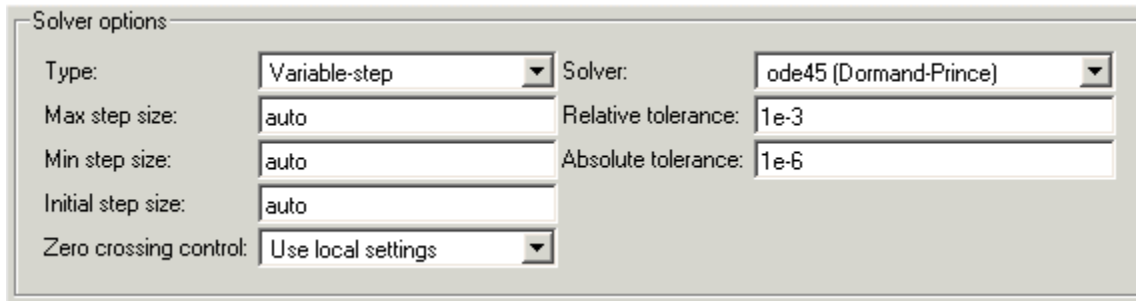 Solver options
Type: Variable-step Solver: ode45 (Dormand-Prince)
Max step size: auto Relative tolerance: 1e-3
Min step size: auto Absolute tolerance: 1e-6
Initial step size: auto
Zero crossing control: Use local settings